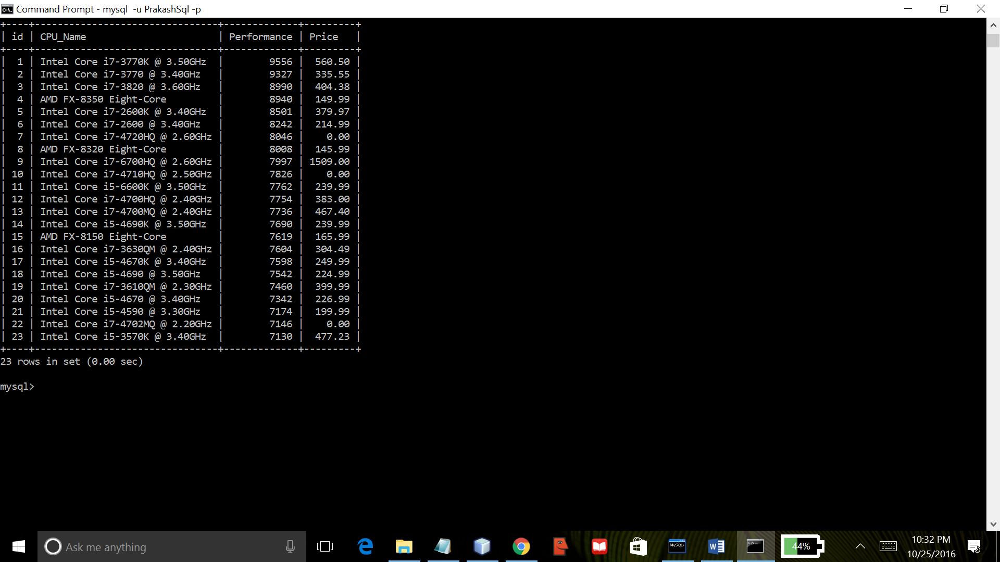 Command Prompt - mysql  -u PrakashSql -p
+----+--------------------------------+-------------+---------+
| id | CPU_Name                       | Performance | Price   |
+----+--------------------------------+-------------+---------+
|  1 | Intel Core i7-3770K @ 3.50GHz  |        9556 |  560.50 |
|  2 | Intel Core i7-3770 @ 3.40GHz   |        9327 |  335.55 |
|  3 | Intel Core i7-3820 @ 3.60GHz   |        8990 |  404.38 |
|  4 | AMD FX-8350 Eight-Core         |        8940 |  149.99 |
|  5 | Intel Core i7-2600K @ 3.40GHz  |        8501 |  379.97 |
|  6 | Intel Core i7-2600 @ 3.40GHz   |        8242 |  214.99 |
|  7 | Intel Core i7-4720HQ @ 2.60GHz |        8046 |    0.00 |
|  8 | AMD FX-8320 Eight-Core         |        8008 |  145.99 |
|  9 | Intel Core i7-6700HQ @ 2.60GHz |        7997 | 1509.00 |
| 10 | Intel Core i7-4710HQ @ 2.50GHz |        7826 |    0.00 |
| 11 | Intel Core i5-6600K @ 3.50GHz  |        7762 |  239.99 |
| 12 | Intel Core i7-4700HQ @ 2.40GHz |        7754 |  383.00 |
| 13 | Intel Core i7-4700MQ @ 2.40GHz |        7736 |  467.40 |
| 14 | Intel Core i5-4690K @ 3.50GHz  |        7690 |  239.99 |
| 15 | AMD FX-8150 Eight-Core         |        7619 |  165.99 |
| 16 | Intel Core i7-3630QM @ 2.40GHz |        7604 |  304.49 |
| 17 | Intel Core i5-4670K @ 3.40GHz  |        7598 |  249.99 |
| 18 | Intel Core i5-4690 @ 3.50GHz   |        7542 |  224.99 |
| 19 | Intel Core i7-3610QM @ 2.30GHz |        7460 |  399.99 |
| 20 | Intel Core i5-4670 @ 3.40GHz   |        7342 |  226.99 |
| 21 | Intel Core i5-4590 @ 3.30GHz   |        7174 |  199.99 |
| 22 | Intel Core i7-4702MQ @ 2.20GHz |        7146 |    0.00 |
| 23 | Intel Core i5-3570K @ 3.40GHz  |        7130 |  477.23 |
+----+--------------------------------+-------------+---------+
23 rows in set (0.00 sec)
mysql>
Ask me anything
MySQL>
44%
10:32 PM
10/25/2016